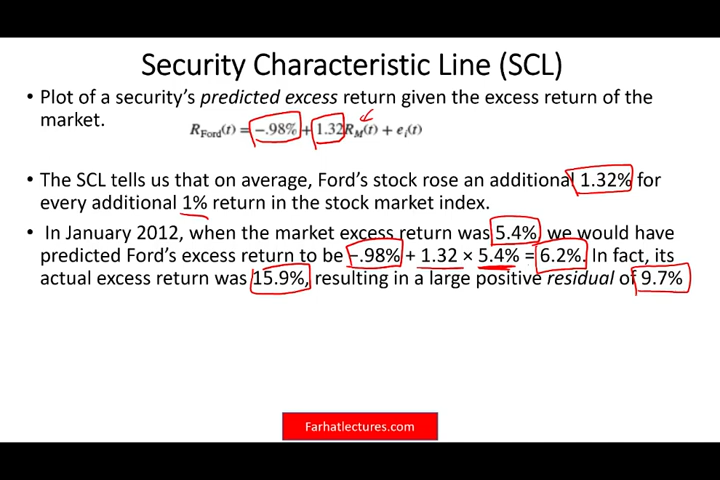 Security Characteristic Line (SCL)
• Plot of a security's predicted excess return given the excess return of the
market.
R_Ford(t) = −.98% + 1.32R_M(t) + e_i(t)
• The SCL tells us that on average, Ford's stock rose an additional 1.32% for
every additional 1% return in the stock market index.
• In January 2012, when the market excess return was 5.4%, we would have
predicted Ford's excess return to be −.98% + 1.32 × 5.4% = 6.2%. In fact, its
actual excess return was 15.9%, resulting in a large positive residual of 9.7%
Farhatlectures.com